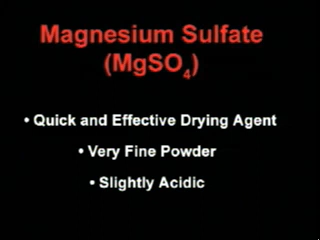 Magnesium Sulfate
(MgSO₄)
• Quick and Effective Drying Agent
• Very Fine Powder
• Slightly Acidic